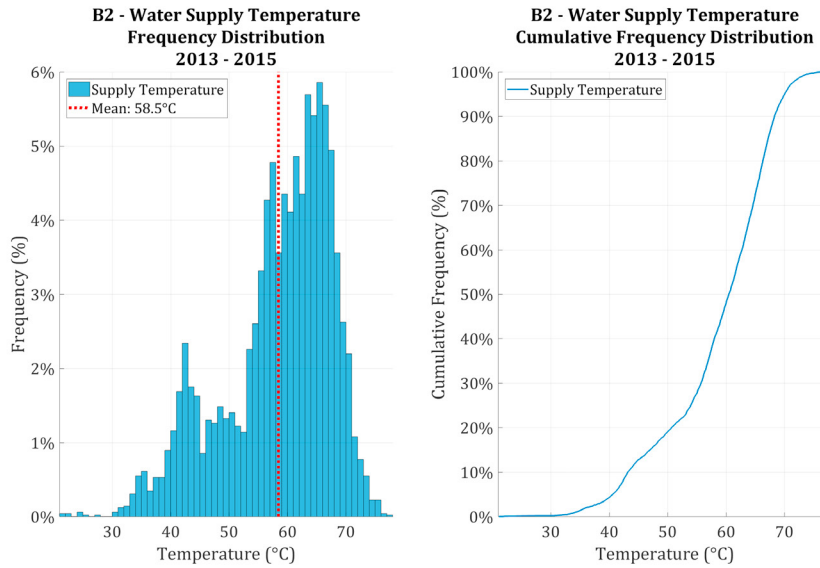 B2 - Water Supply Temperature
Frequency Distribution
2013 - 2015
6%
5%
4%
3%
2%
1%
0%
Frequency (%)
Supply Temperature
Mean: 58.5°C
30 40 50 60 70
Temperature (°C)
B2 - Water Supply Temperature
Cumulative Frequency Distribution
2013 - 2015
100%
90%
80%
70%
60%
50%
40%
30%
20%
10%
0%
Cumulative Frequency (%)
Supply Temperature
30 40 50 60 70
Temperature (°C)